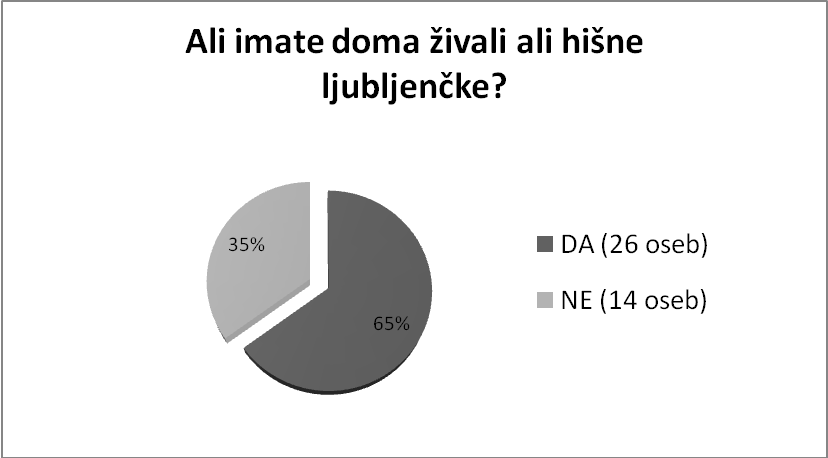 Ali imate doma živali ali hišne
ljubljenčke?
35%
DA (26 oseb)
NE (14 oseb)
65%